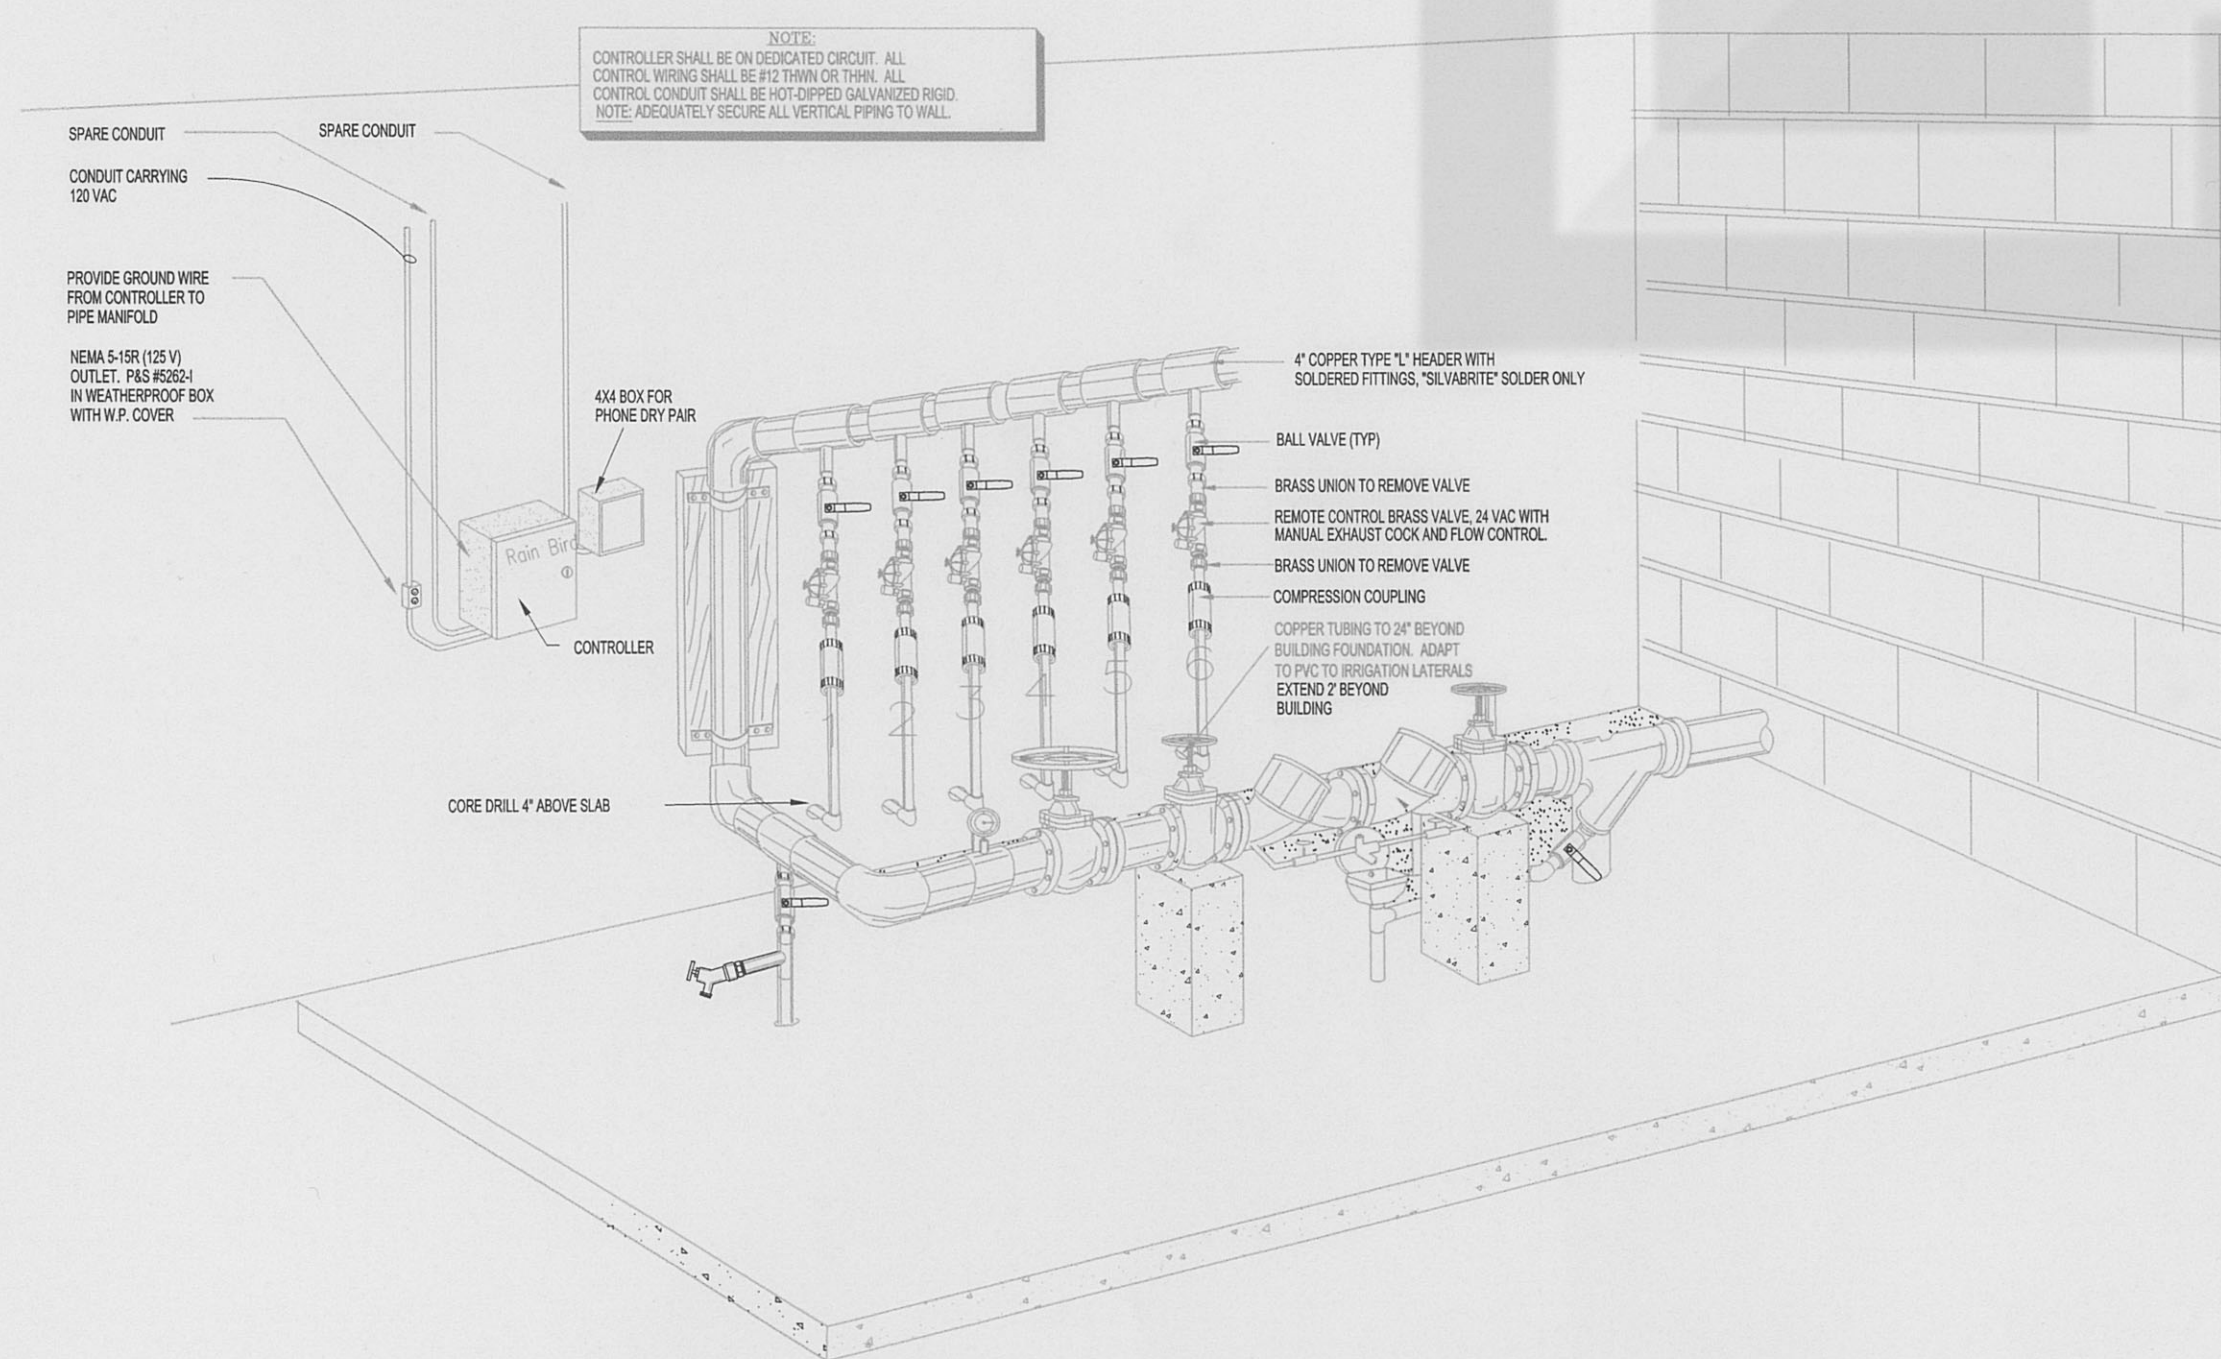 NOTE:
CONTROLLER SHALL BE ON DEDICATED CIRCUIT. ALL
CONTROL WIRING SHALL BE #12 THWN OR THHN. ALL
CONTROL CONDUIT SHALL BE HOT-DIPPED GALVANIZED RIGID.
NOTE: ADEQUATELY SECURE ALL VERTICAL PIPING TO WALL.
SPARE CONDUIT
SPARE CONDUIT
CONDUIT CARRYING
120 VAC
PROVIDE GROUND WIRE
FROM CONTROLLER TO
PIPE MANIFOLD
NEMA 5-15R (125 V)
OUTLET. P&S #5262-I
IN WEATHERPROOF BOX
WITH W.P. COVER
4X4 BOX FOR
PHONE DRY PAIR
Rain Bird
CONTROLLER
4" COPPER TYPE "L" HEADER WITH
SOLDERED FITTINGS, "SILVABRITE" SOLDER ONLY
BALL VALVE (TYP)
BRASS UNION TO REMOVE VALVE
REMOTE CONTROL BRASS VALVE, 24 VAC WITH
MANUAL EXHAUST COCK AND FLOW CONTROL.
BRASS UNION TO REMOVE VALVE
COMPRESSION COUPLING
COPPER TUBING TO 24" BEYOND
BUILDING FOUNDATION. ADAPT
TO PVC TO IRRIGATION LATERALS
EXTEND 2' BEYOND
BUILDING
1 2 3 4 5 6
CORE DRILL 4" ABOVE SLAB